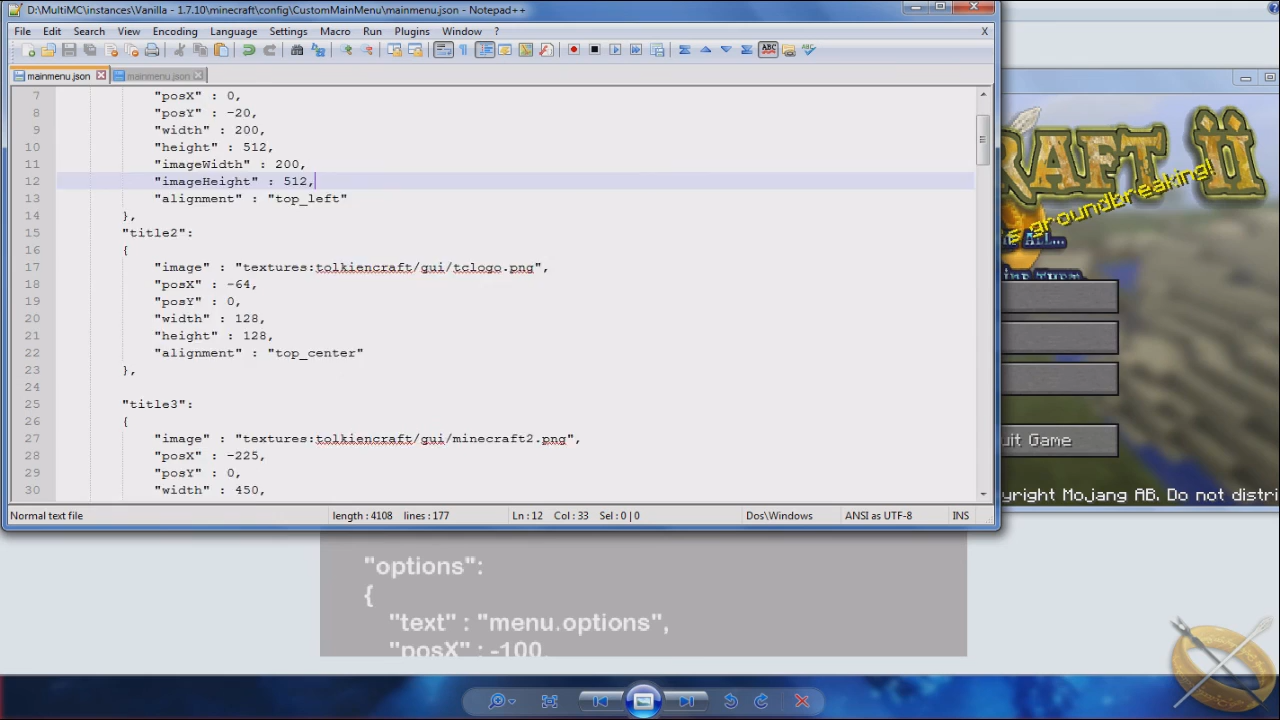 D:\MultiMC\instances\Vanilla - 1.7.10\minecraft\config\CustomMainMenu\mainmenu.json - Notepad++
File Edit Search View Encoding Language Settings Macro Run Plugins Window ? X
mainmenu.json mainmenu.json
7 "posX" : 0,
8 "posY" : -20,
9 "width" : 200,
10 "height" : 512,
11 "imageWidth" : 200,
12 "imageHeight" : 512,
13 "alignment" : "top_left"
14 },
15 "title2":
16 {
17 "image" : "textures:tolkiencraft/gui/tclogo.png",
18 "posX" : -64,
19 "posY" : 0,
20 "width" : 128,
21 "height" : 128,
22 "alignment" : "top_center"
23 },
24
25 "title3":
26 {
27 "image" : "textures:tolkiencraft/gui/minecraft2.png",
28 "posX" : -225,
29 "posY" : 0,
30 "width" : 450,
Normal text file length : 4108 lines : 177 Ln : 12 Col : 33 Sel : 0 | 0 Dos\Windows ANSI as UTF-8 INS
CRAFT II
s groundbreaking!
ALL...
THEM
uit Game
yright Mojang AB. Do not distri
"options":
{
"text" : "menu.options",
"posX" : -100,